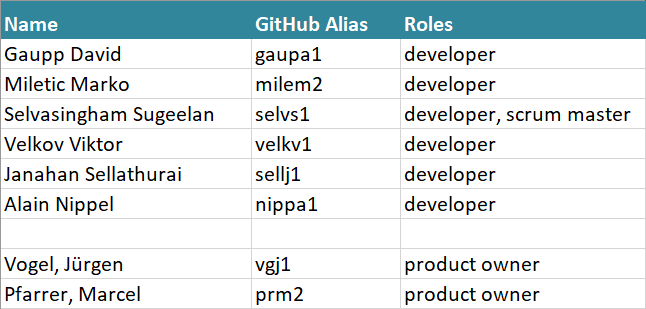 Name GitHub Alias Roles
Gaupp David gaupa1 developer
Miletic Marko milem2 developer
Selvasingham Sugeelan selvs1 developer, scrum master
Velkov Viktor velkv1 developer
Janahan Sellathurai sellj1 developer
Alain Nippel nippa1 developer
Vogel, Jürgen vgj1 product owner
Pfarrer, Marcel prm2 product owner